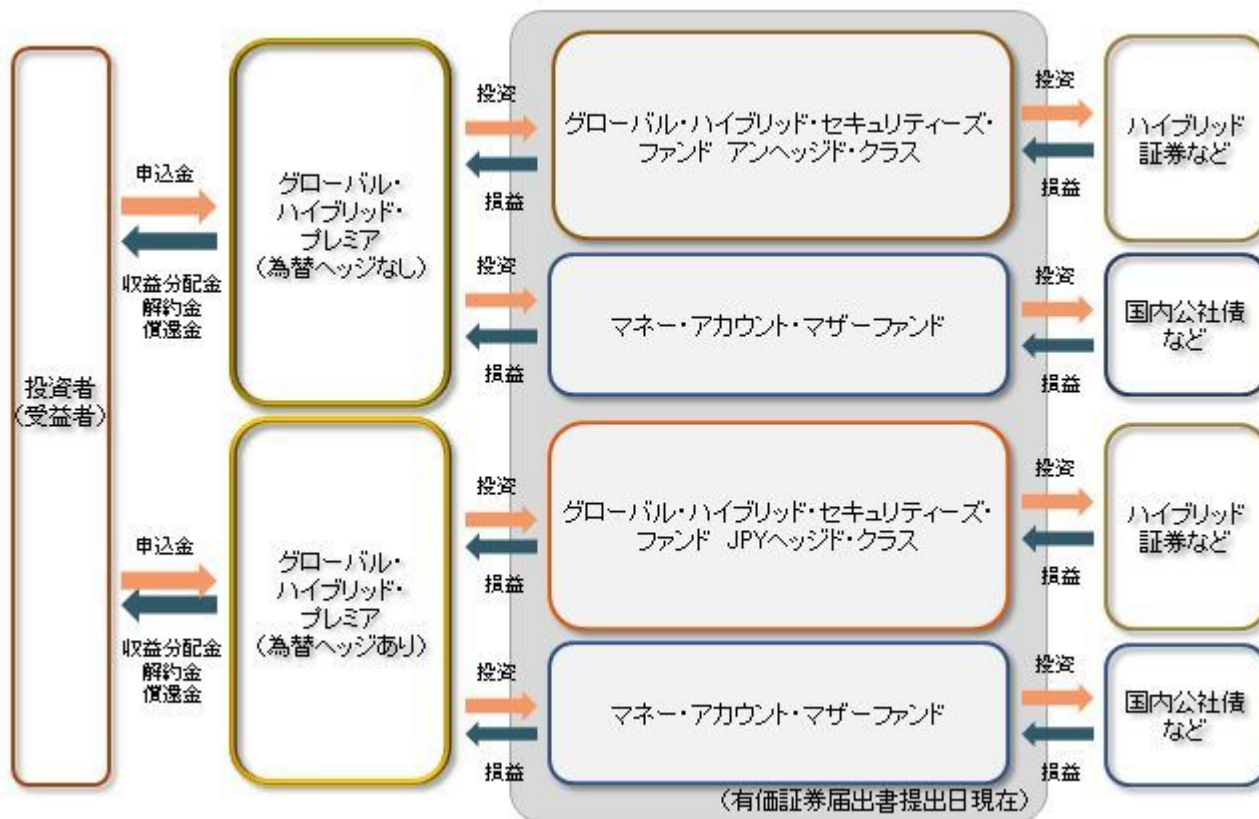 投資者
(受益者)
申込金
収益分配金
解約金
償還金
グローバル・
ハイブリッド・
プレミア
(為替ヘッジなし)
投資
損益
グローバル・ハイブリッド・セキュリティーズ・
ファンド アンヘッジド・クラス
投資
損益
ハイブリッド
証券など
投資
損益
マネー・アカウント・マザーファンド
投資
損益
国内公社債
など
申込金
収益分配金
解約金
償還金
グローバル・
ハイブリッド・
プレミア
(為替ヘッジあり)
投資
損益
グローバル・ハイブリッド・セキュリティーズ・
ファンド JPYヘッジド・クラス
投資
損益
ハイブリッド
証券など
投資
損益
マネー・アカウント・マザーファンド
投資
損益
国内公社債
など
(有価証券届出書提出日現在)